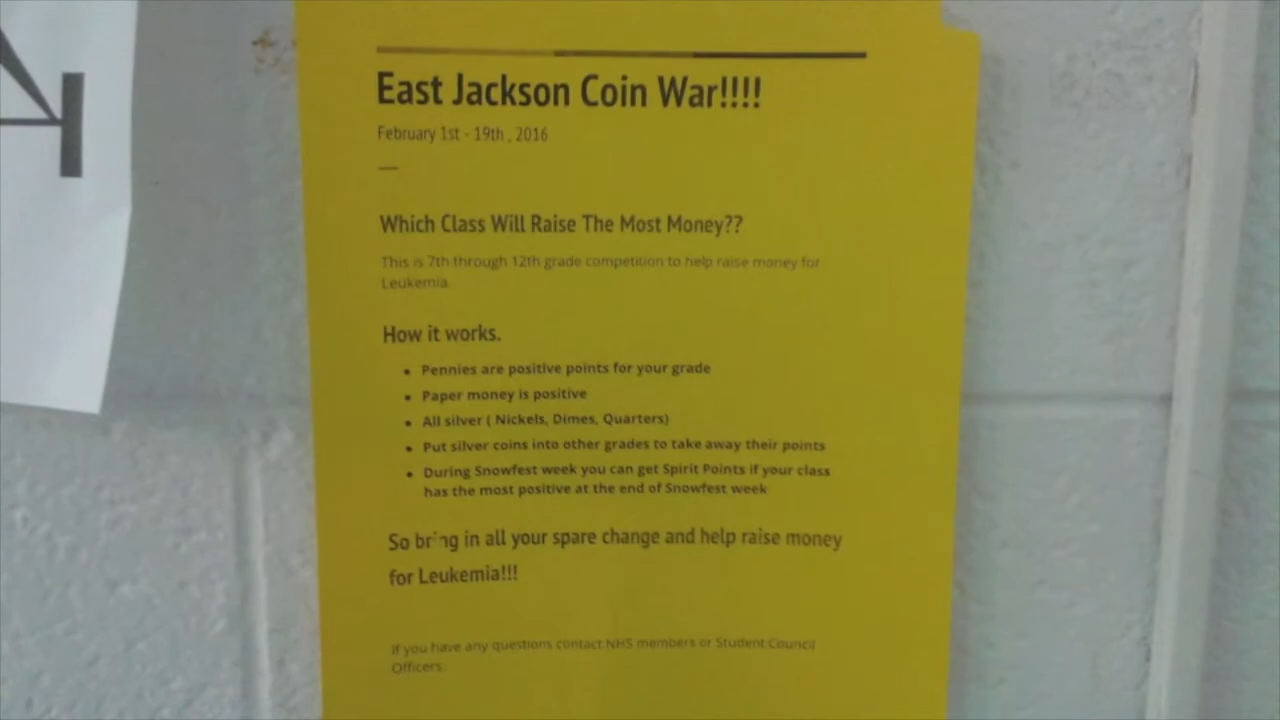 East Jackson Coin War!!!!
February 1st - 19th , 2016
Which Class Will Raise The Most Money??
This is 7th through 12th grade competition to help raise money for
Leukemia.
How it works.
• Pennies are positive points for your grade
• Paper money is positive
• All silver ( Nickels, Dimes, Quarters)
• Put silver coins into other grades to take away their points
• During Snowfest week you can get Spirit Points if your class
has the most positive at the end of Snowfest week
So bring in all your spare change and help raise money
for Leukemia!!!
If you have any questions contact NHS members or Student Council
Officers.